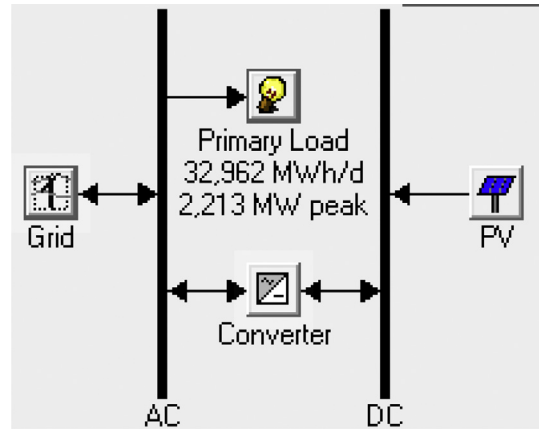 Primary Load
32,962 MWh/d
2,213 MW peak
Grid
PV
Converter
AC
DC